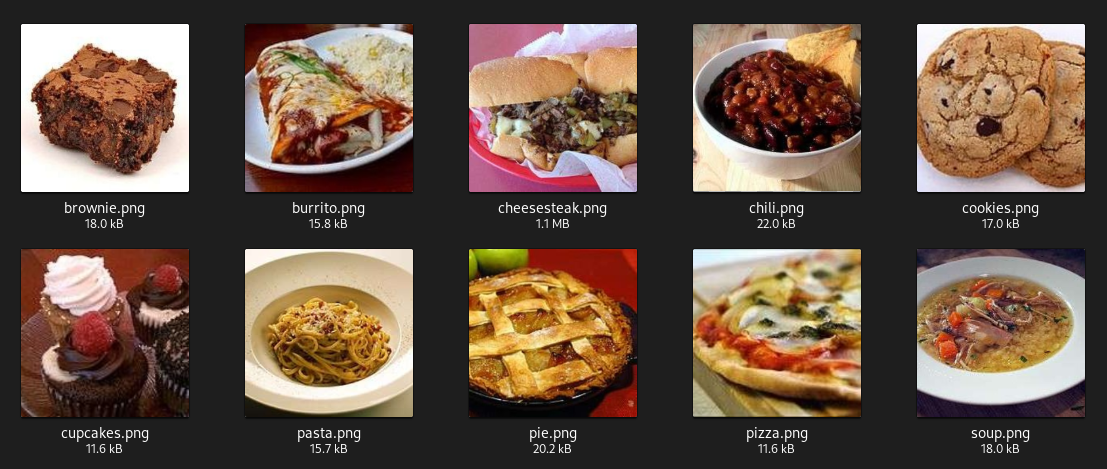 brownie.png
18.0 kB
burrito.png
15.8 kB
cheesesteak.png
1.1 MB
chili.png
22.0 kB
cookies.png
17.0 kB
cupcakes.png
11.6 kB
pasta.png
15.7 kB
pie.png
20.2 kB
pizza.png
11.6 kB
soup.png
18.0 kB